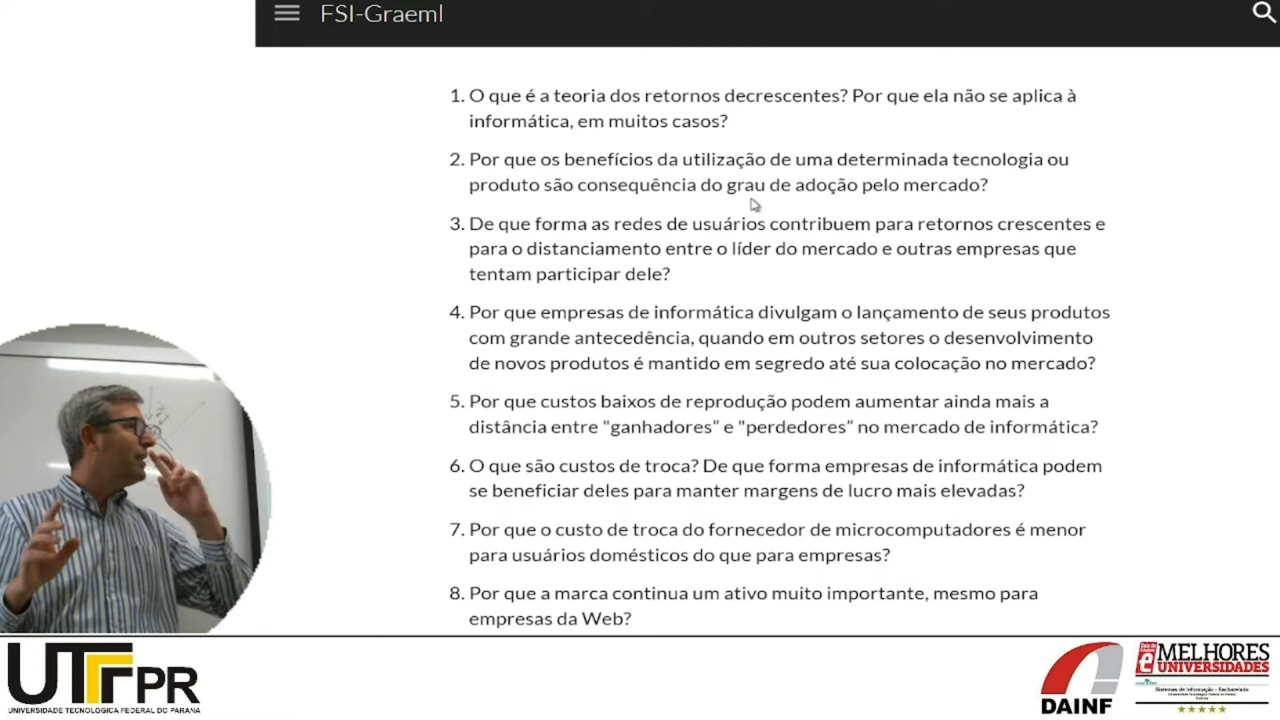 FSI-Graeml
1. O que é a teoria dos retornos decrescentes? Por que ela não se aplica à
informática, em muitos casos?
2. Por que os benefícios da utilização de uma determinada tecnologia ou
produto são consequência do grau de adoção pelo mercado?
3. De que forma as redes de usuários contribuem para retornos crescentes e
para o distanciamento entre o líder do mercado e outras empresas que
tentam participar dele?
4. Por que empresas de informática divulgam o lançamento de seus produtos
com grande antecedência, quando em outros setores o desenvolvimento
de novos produtos é mantido em segredo até sua colocação no mercado?
5. Por que custos baixos de reprodução podem aumentar ainda mais a
distância entre "ganhadores" e "perdedores" no mercado de informática?
6. O que são custos de troca? De que forma empresas de informática podem
se beneficiar deles para manter margens de lucro mais elevadas?
7. Por que o custo de troca do fornecedor de microcomputadores é menor
para usuários domésticos do que para empresas?
8. Por que a marca continua um ativo muito importante, mesmo para
empresas da Web?
UTFPR
UNIVERSIDADE TECNOLÓGICA FEDERAL DO PARANÁ
DAINF
MELHORES
UNIVERSIDADES
Sistemas de Informação - Bacharelado